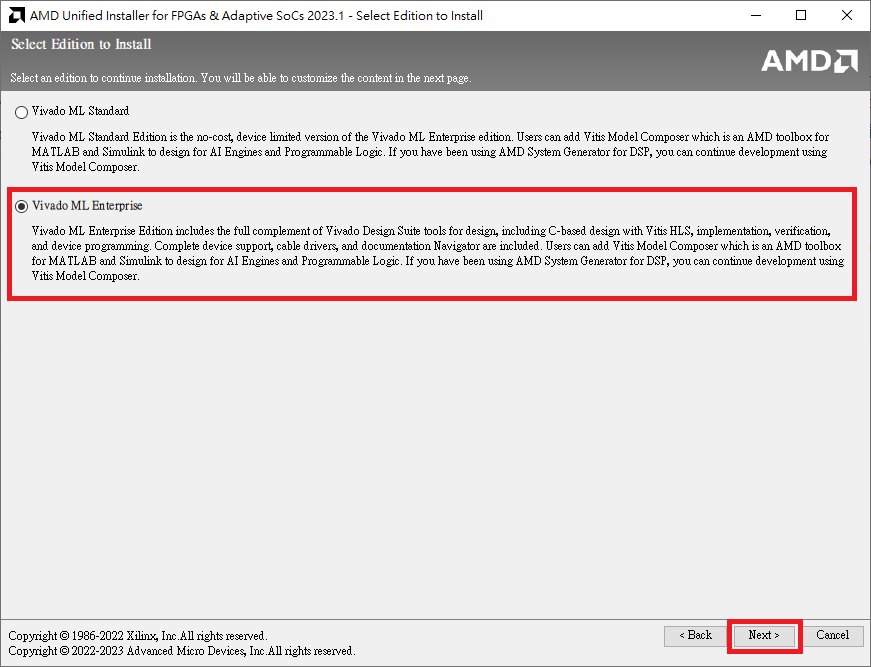 AMD Unified Installer for FPGAs & Adaptive SoCs 2023.1 - Select Edition to Install
Select Edition to Install
AMD
Select an edition to continue installation. You will be able to customize the content in the next page.
Vivado ML Standard
Vivado ML Standard Edition is the no-cost, device limited version of the Vivado ML Enterprise edition. Users can add Vitis Model Composer which is an AMD toolbox for
MATLAB and Simulink to design for AI Engines and Programmable Logic. If you have been using AMD System Generator for DSP, you can continue development using
Vitis Model Composer.
Vivado ML Enterprise
Vivado ML Enterprise Edition includes the full complement of Vivado Design Suite tools for design, including C-based design with Vitis HLS, implementation, verification,
and device programming. Complete device support, cable drivers, and documentation Navigator are included. Users can add Vitis Model Composer which is an AMD toolbox
for MATLAB and Simulink to design for AI Engines and Programmable Logic. If you have been using AMD System Generator for DSP, you can continue development using
Vitis Model Composer.
Copyright © 1986-2022 Xilinx, Inc.All rights reserved.
Copyright © 2022-2023 Advanced Micro Devices, Inc.All rights reserved.
< Back
Next >
Cancel